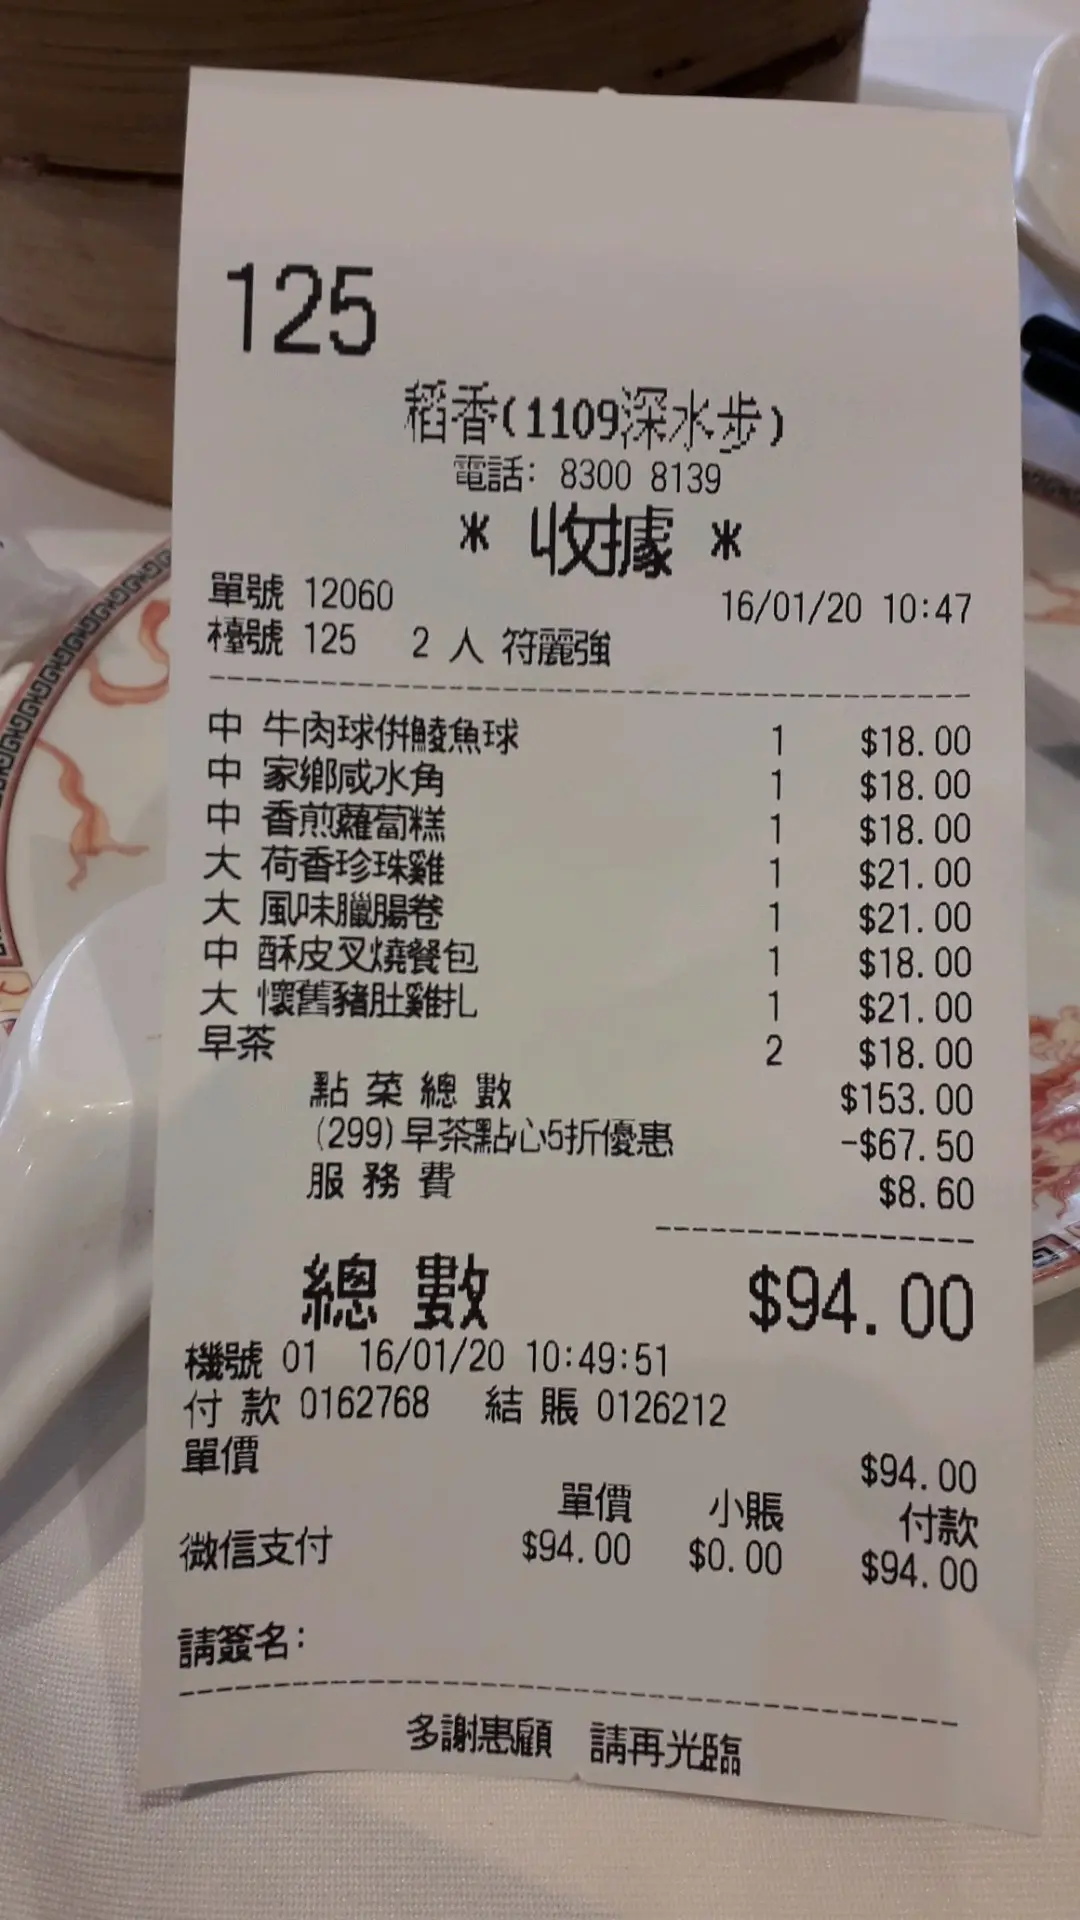 125
稻香(1109深水步)
電話: 8300 8139
* 收據 *
單號 12060 16/01/20 10:47
檯號 125 2 人 符麗強
中 牛肉球併鯪魚球 1 $18.00
中 家鄉咸水角 1 $18.00
中 香煎蘿蔔糕 1 $18.00
大 荷香珍珠雞 1 $21.00
大 風味臘腸卷 1 $21.00
中 酥皮叉燒餐包 1 $18.00
大 懷舊豬肚雞扎 1 $21.00
早茶 2 $18.00
點 菜 總 數 $153.00
(299)早茶點心5折優惠 -$67.50
服 務 費 $8.60
總 數 $94.00
機號 01 16/01/20 10:49:51
付 款 0162768 結 賬 0126212
單價 $94.00
單價 小賬 付款
微信支付 $94.00 $0.00 $94.00
請簽名:
多謝惠顧 請再光臨